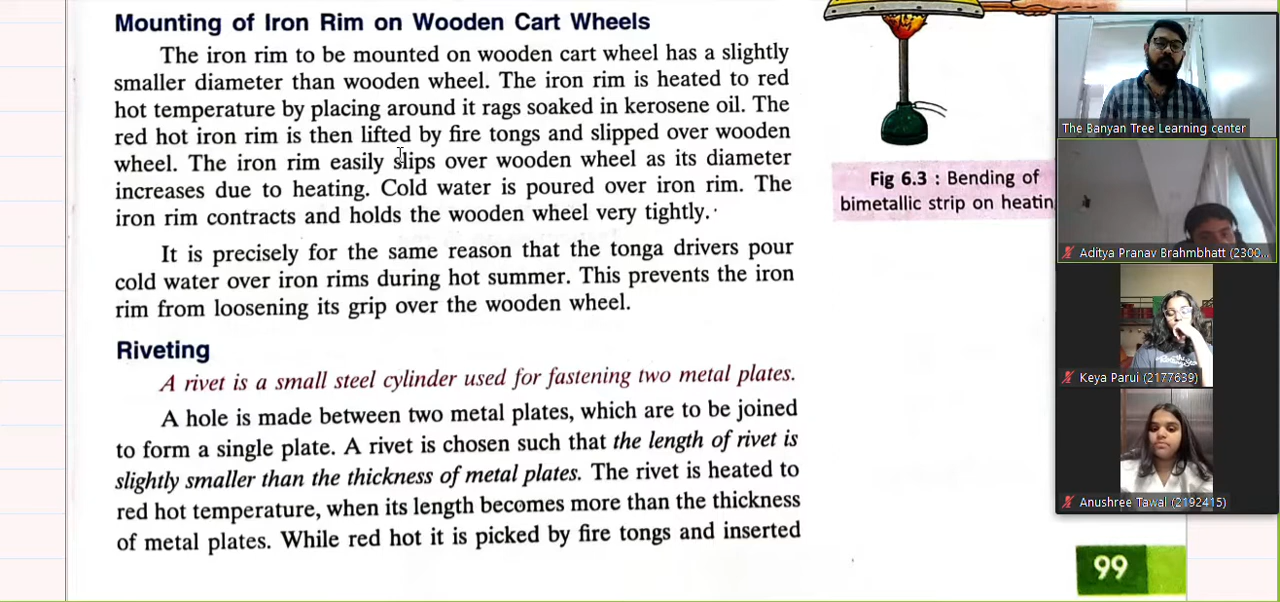 Mounting of Iron Rim on Wooden Cart Wheels
The iron rim to be mounted on wooden cart wheel has a slightly
smaller diameter than wooden wheel. The iron rim is heated to red
hot temperature by placing around it rags soaked in kerosene oil. The
red hot iron rim is then lifted by fire tongs and slipped over wooden
wheel. The iron rim easily slips over wooden wheel as its diameter
increases due to heating. Cold water is poured over iron rim. The
iron rim contracts and holds the wooden wheel very tightly.
It is precisely for the same reason that the tonga drivers pour
cold water over iron rims during hot summer. This prevents the iron
rim from loosening its grip over the wooden wheel.
Riveting
A rivet is a small steel cylinder used for fastening two metal plates.
A hole is made between two metal plates, which are to be joined
to form a single plate. A rivet is chosen such that the length of rivet is
slightly smaller than the thickness of metal plates. The rivet is heated to
red hot temperature, when its length becomes more than the thickness
of metal plates. While red hot it is picked by fire tongs and inserted
Fig 6.3 : Bending of
bimetallic strip on heatin
99
The Banyan Tree Learning center
Aditya Pranav Brahmbhatt (2300...
Keya Parui (2177639)
Anushree Tawal (2192415)